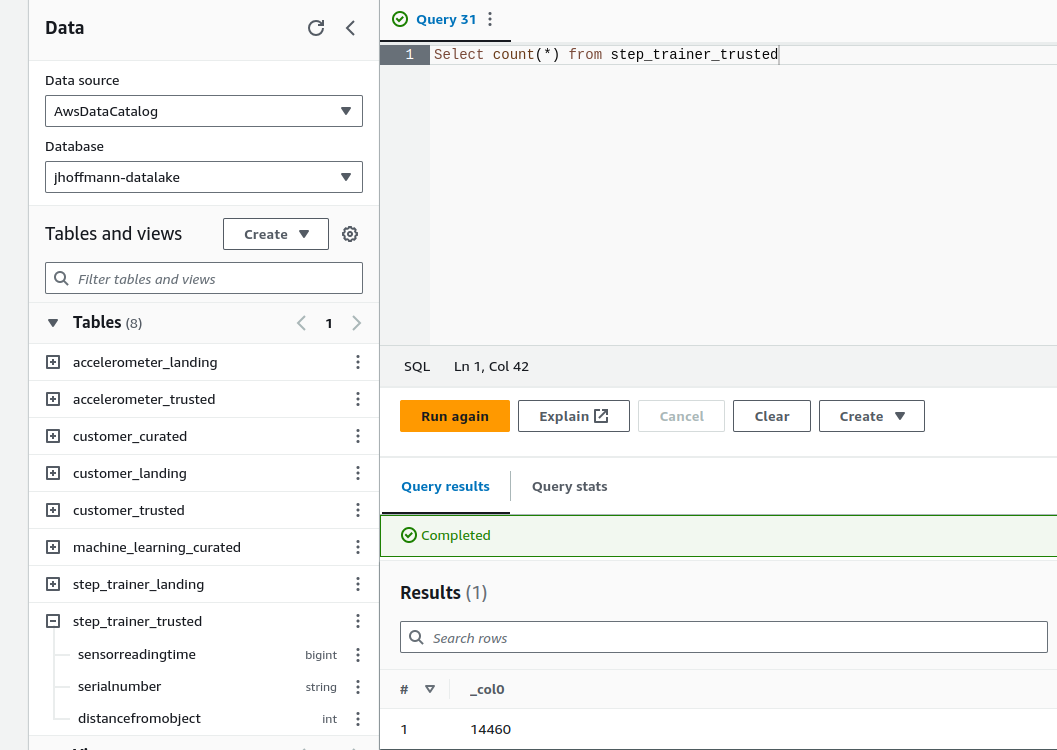 Data
Data source
AwsDataCatalog
Database
jhoffmann-datalake
Tables and views
Create
Filter tables and views
Tables (8)
1
accelerometer_landing
accelerometer_trusted
customer_curated
customer_landing
customer_trusted
machine_learning_curated
step_trainer_landing
step_trainer_trusted
sensorreadingtime bigint
serialnumber string
distancefromobject int
Query 31
1 Select count(*) from step_trainer_trusted
SQL Ln 1, Col 42
Run again Explain Cancel Clear Create
Query results Query stats
Completed
Results (1)
Search rows
# _col0
1 14460